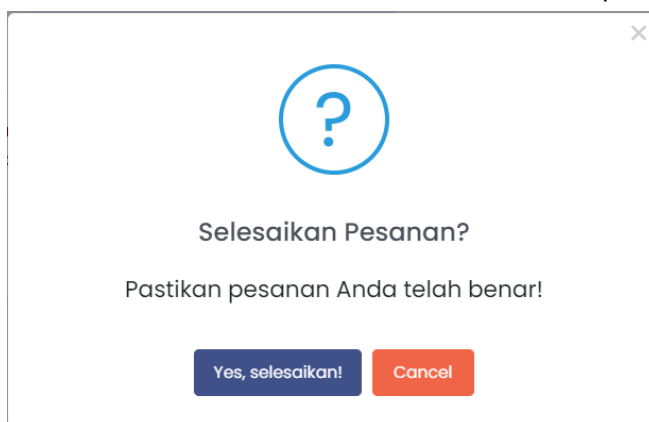 ?
Selesaikan Pesanan?
Pastikan pesanan Anda telah benar!
Yes, selesaikan! Cancel